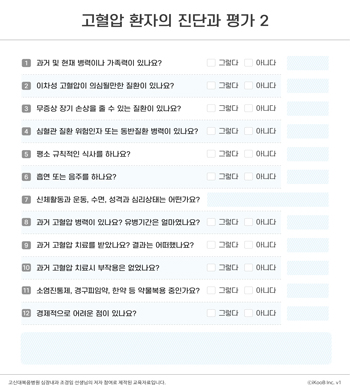 고혈압 환자의 진단과 평가 2
1 과거 및 현재 병력이나 가족력이 있나요? 그렇다 아니다
2 이차성 고혈압이 의심될만한 질환이 있나요? 그렇다 아니다
3 무증상 장기 손상을 줄 수 있는 질환이 있나요? 그렇다 아니다
4 심혈관 질환 위험인자 또는 동반질환 병력이 있나요? 그렇다 아니다
5 평소 규칙적인 식사를 하나요? 그렇다 아니다
6 흡연 또는 음주를 하나요? 그렇다 아니다
7 신체활동과 운동, 수면, 성격과 심리상태는 어떤가요?
8 과거 고혈압 병력이 있나요? 유병기간은 얼마였나요? 그렇다 아니다
9 과거 고혈압 치료를 받았나요? 결과는 어떠했나요? 그렇다 아니다
10 과거 고혈압 치료시 부작용은 없었나요? 그렇다 아니다
11 소염진통제, 경구피임약, 한약 등 약물복용 중인가요? 그렇다 아니다
12 경제적으로 어려운 점이 있나요? 그렇다 아니다
고신대복음병원 심장내과 조경임 선생님의 저자 참여로 제작된 교육자료입니다. ⓒiKooB Inc. v1